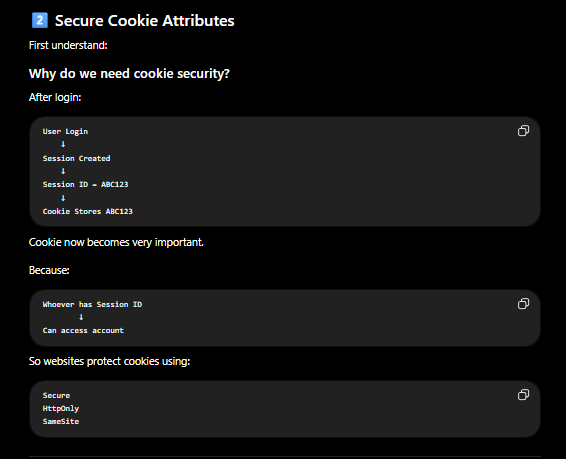 2️⃣ Secure Cookie Attributes
First understand:
Why do we need cookie security?
After login:
User Login
↓
Session Created
↓
Session ID = ABC123
↓
Cookie Stores ABC123
Cookie now becomes very important.
Because:
Whoever has Session ID
↓
Can access account
So websites protect cookies using:
Secure
HttpOnly
SameSite